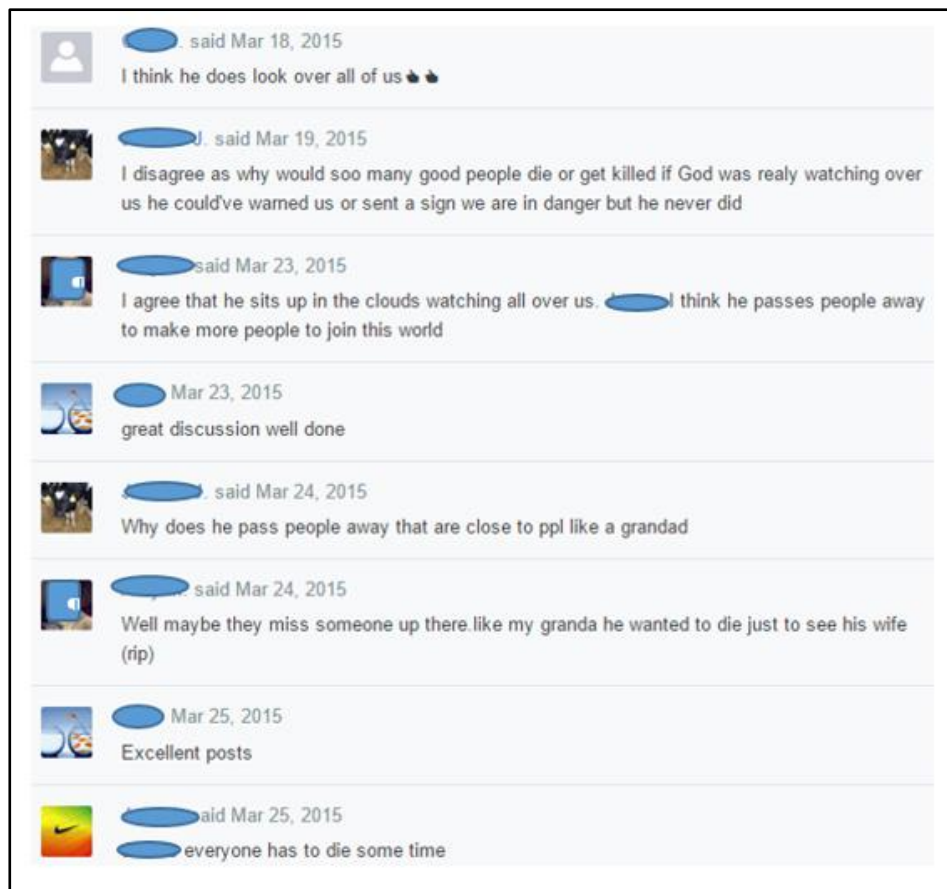 said Mar 18, 2015
I think he does look over all of us
J. said Mar 19, 2015
I disagree as why would soo many good people die or get killed if God was realy watching over
us he could've warned us or sent a sign we are in danger but he never did
said Mar 23, 2015
I agree that he sits up in the clouds watching all over us. I think he passes people away
to make more people to join this world
Mar 23, 2015
great discussion well done
said Mar 24, 2015
Why does he pass people away that are close to ppl like a grandad
said Mar 24, 2015
Well maybe they miss someone up there.like my granda he wanted to die just to see his wife
(rip)
Mar 25, 2015
Excellent posts
aid Mar 25, 2015
everyone has to die some time